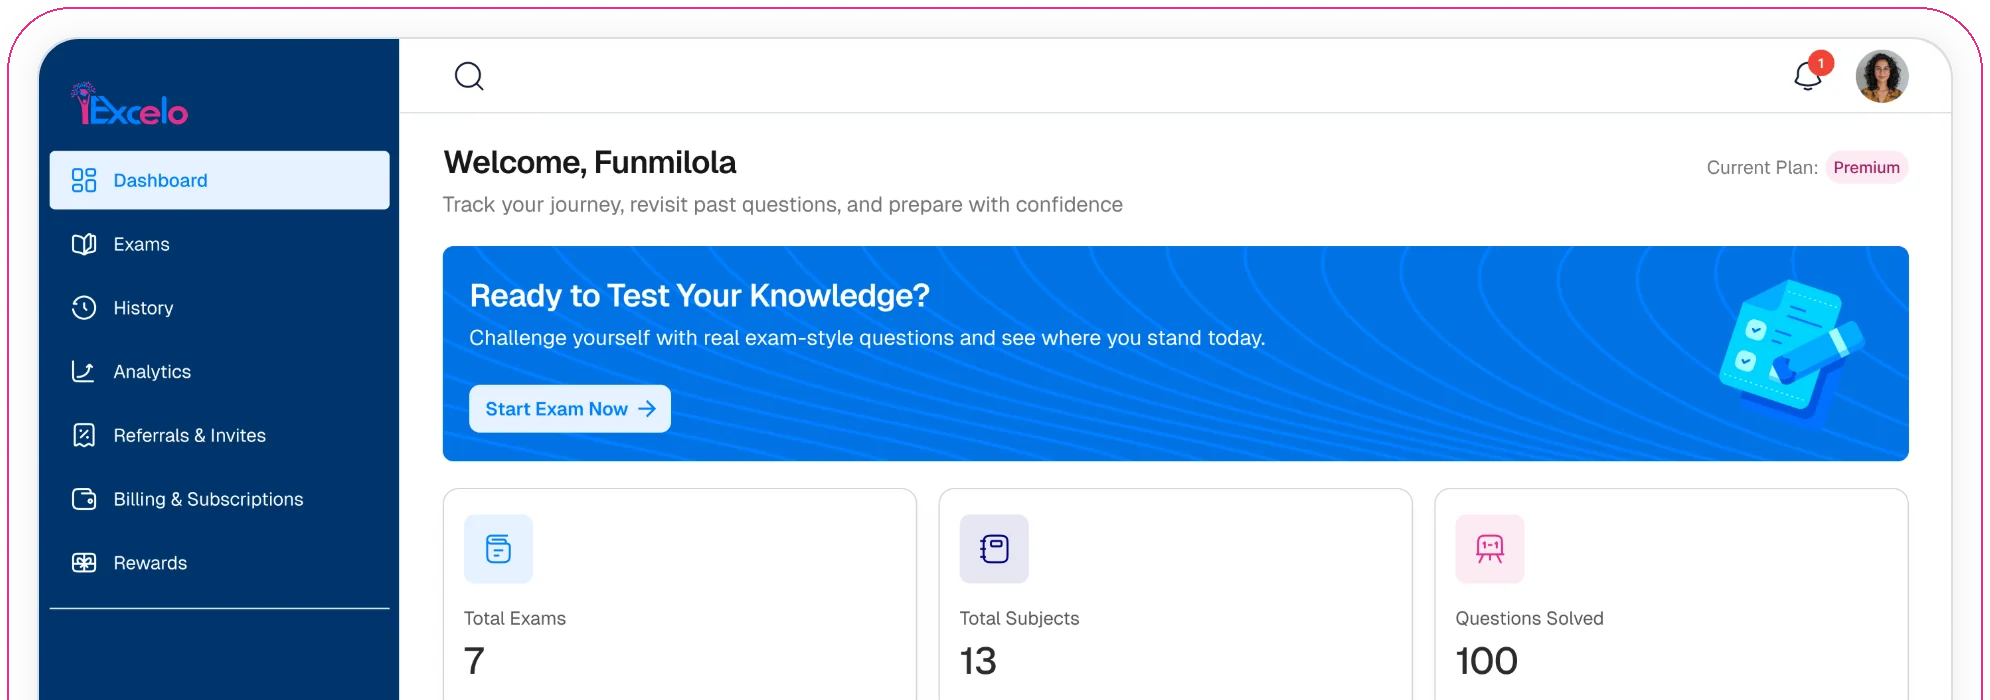 iExcelo
Dashboard
Exams
History
Analytics
Referrals & Invites
Billing & Subscriptions
Rewards
1
Welcome, Funmilola
Track your journey, revisit past questions, and prepare with confidence
Current Plan: Premium
Ready to Test Your Knowledge?
Challenge yourself with real exam-style questions and see where you stand today.
Start Exam Now
Total Exams
7
Total Subjects
13
1-1
Questions Solved
100